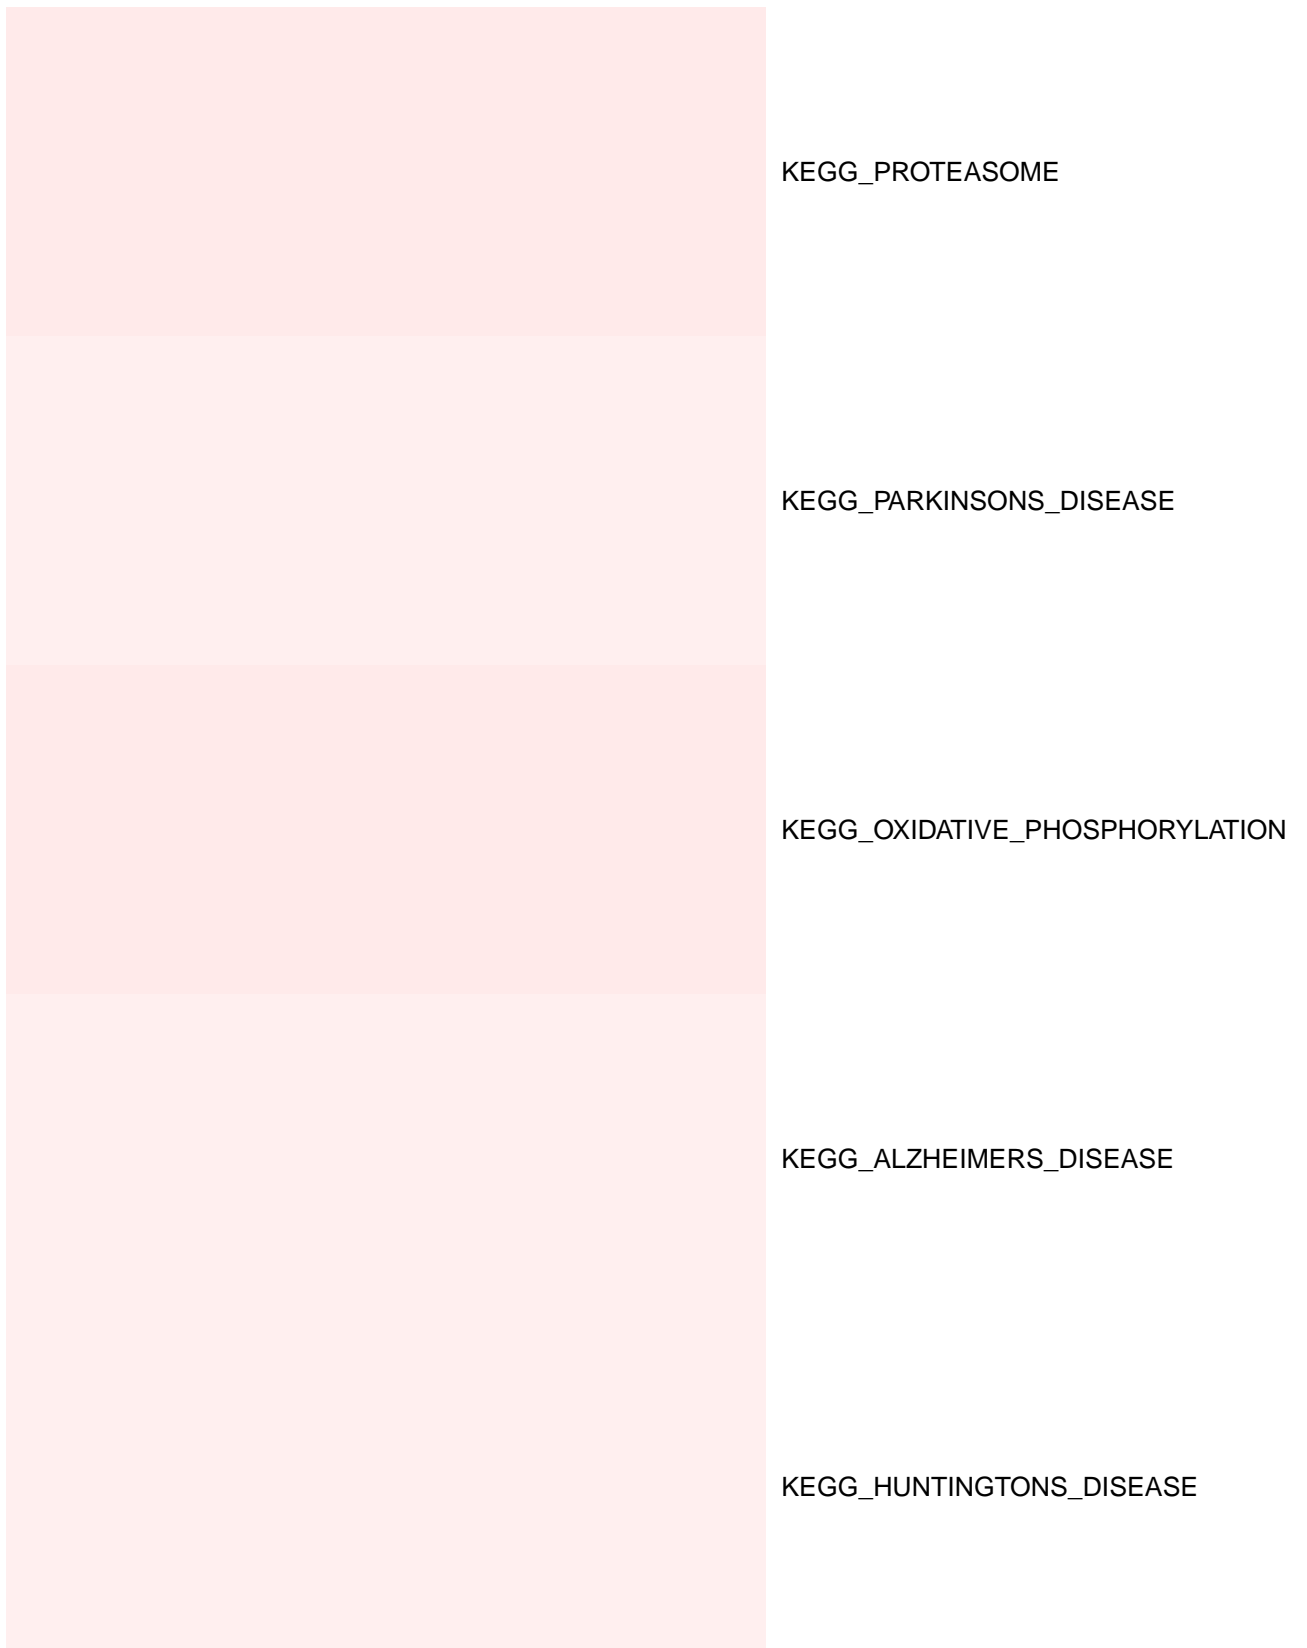 KEGG_PROTEASOME
KEGG_PARKINSONS_DISEASE
KEGG_OXIDATIVE_PHOSPHORYLATION
KEGG_ALZHEIMERS_DISEASE
KEGG_HUNTINGTONS_DISEASE